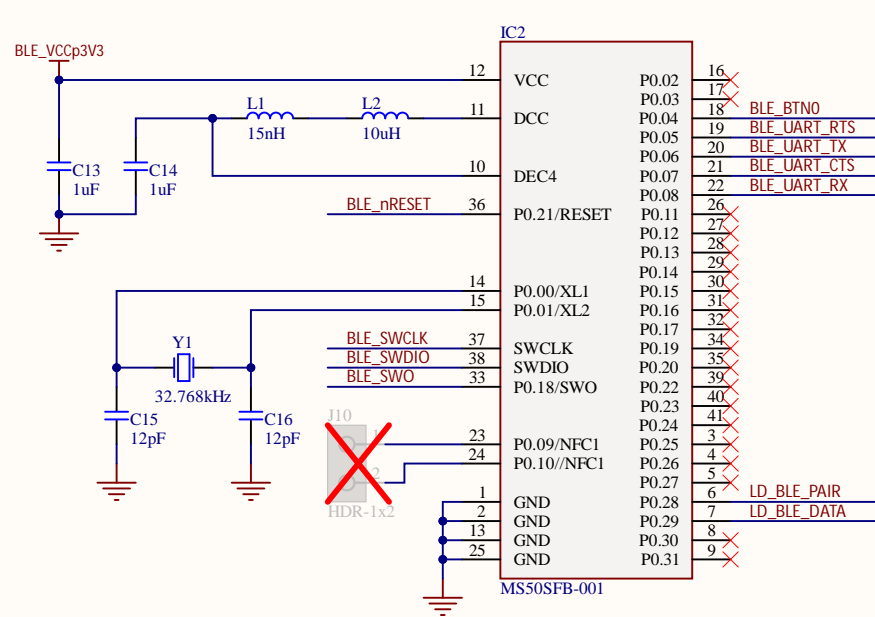 IC2
BLE_VCCp3V3
12 VCC P0.02 16
P0.03 17
L1 L2 11 DCC P0.04 18 BLE_BTN0
15nH 10uH P0.05 19 BLE_UART_RTS
P0.06 20 BLE_UART_TX
C13 C14 10 DEC4 P0.07 21 BLE_UART_CTS
1uF 1uF P0.08 22 BLE_UART_RX
BLE_nRESET 36 P0.21/RESET P0.11 26
P0.12 27
P0.13 28
P0.14 29
14 P0.00/XL1 P0.15 30
15 P0.01/XL2 P0.16 31
P0.17 32
Y1 BLE_SWCLK 37 SWCLK P0.19 34
BLE_SWDIO 38 SWDIO P0.20 35
32.768kHz BLE_SWO 33 P0.18/SWO P0.22 39
P0.23 40
C15 C16 J10 P0.24 41
12pF 12pF 1 23 P0.09/NFC1 P0.25 3
2 24 P0.10//NFC1 P0.26 4
P0.27 5
HDR-1x2 1 GND P0.28 6 LD_BLE_PAIR
2 GND P0.29 7 LD_BLE_DATA
13 GND P0.30 8
25 GND P0.31 9
MS50SFB-001